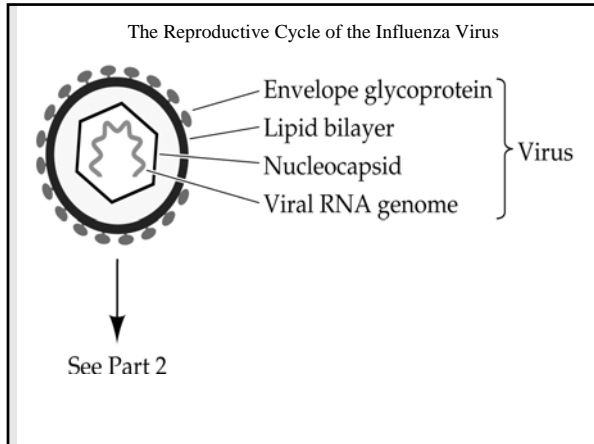 The Reproductive Cycle of the Influenza Virus
Envelope glycoprotein
Lipid bilayer
Virus
Nucleocapsid
Viral RNA genome
See Part 2